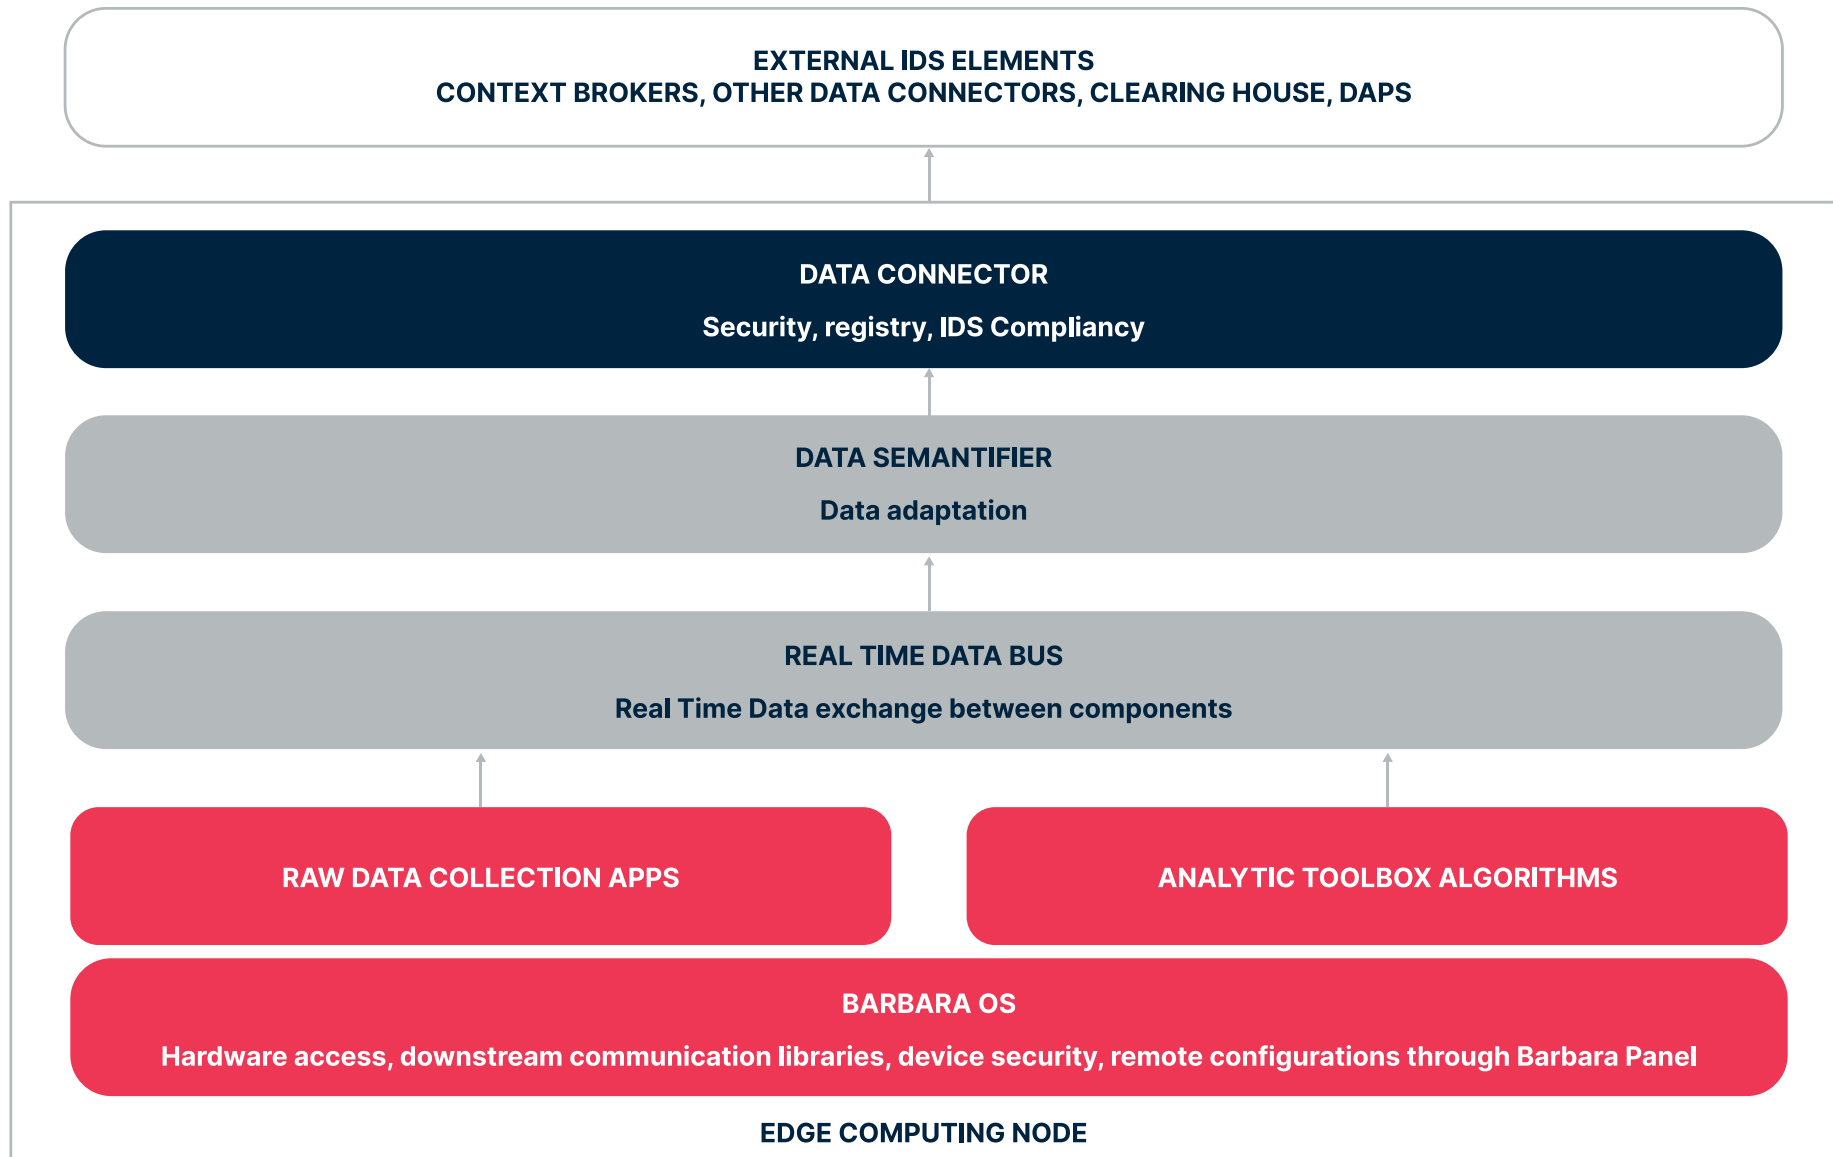 EXTERNAL IDS ELEMENTS
CONTEXT BROKERS, OTHER DATA CONNECTORS, CLEARING HOUSE, DAPS
DATA CONNECTOR
Security, registry, IDS Compliancy
DATA SEMANTIFIER
Data adaptation
REAL TIME DATA BUS
Real Time Data exchange between components
RAW DATA COLLECTION APPS
ANALYTIC TOOLBOX ALGORITHMS
BARBARA OS
Hardware access, downstream communication libraries, device security, remote configurations through Barbara Panel
EDGE COMPUTING NODE